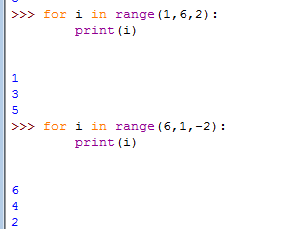 >>> for i in range(1,6,2):
        print(i)
1
3
5
>>> for i in range(6,1,-2):
        print(i)
6
4
2